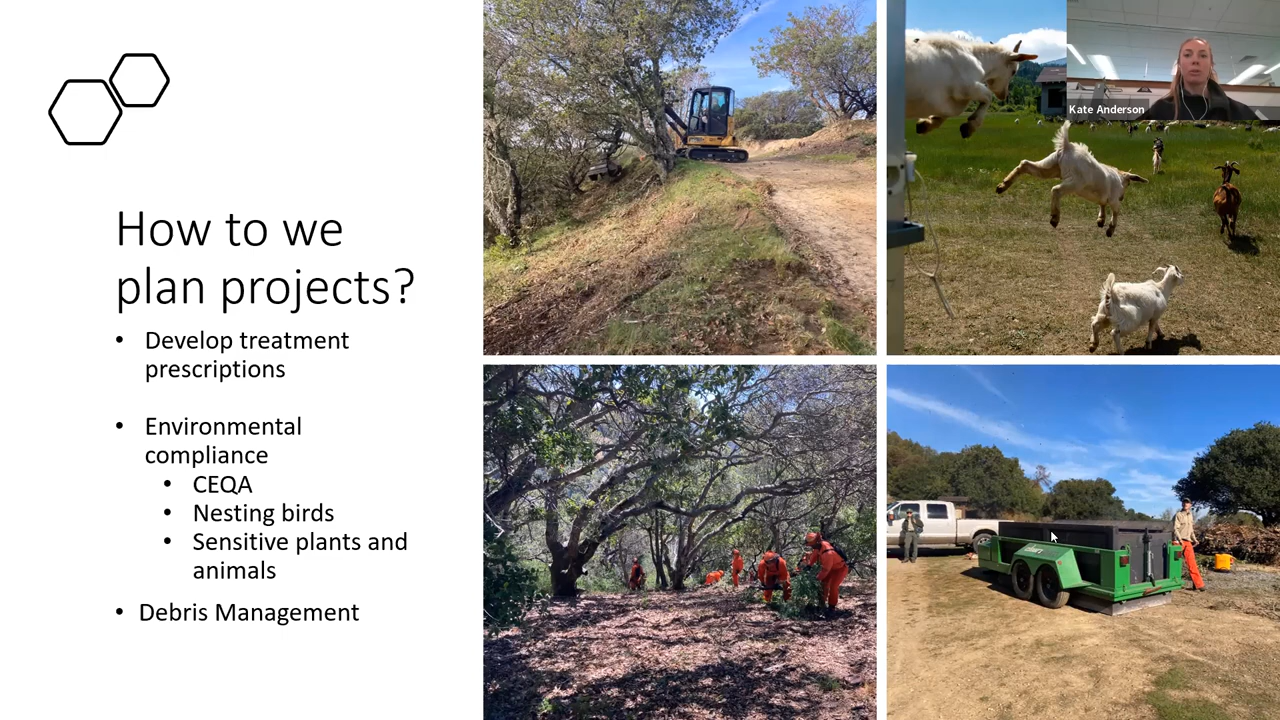 How to we
plan projects?
Develop treatment
prescriptions
Environmental
compliance
CEQA
Nesting birds
Sensitive plants and
animals
Debris Management
Kate Anderson